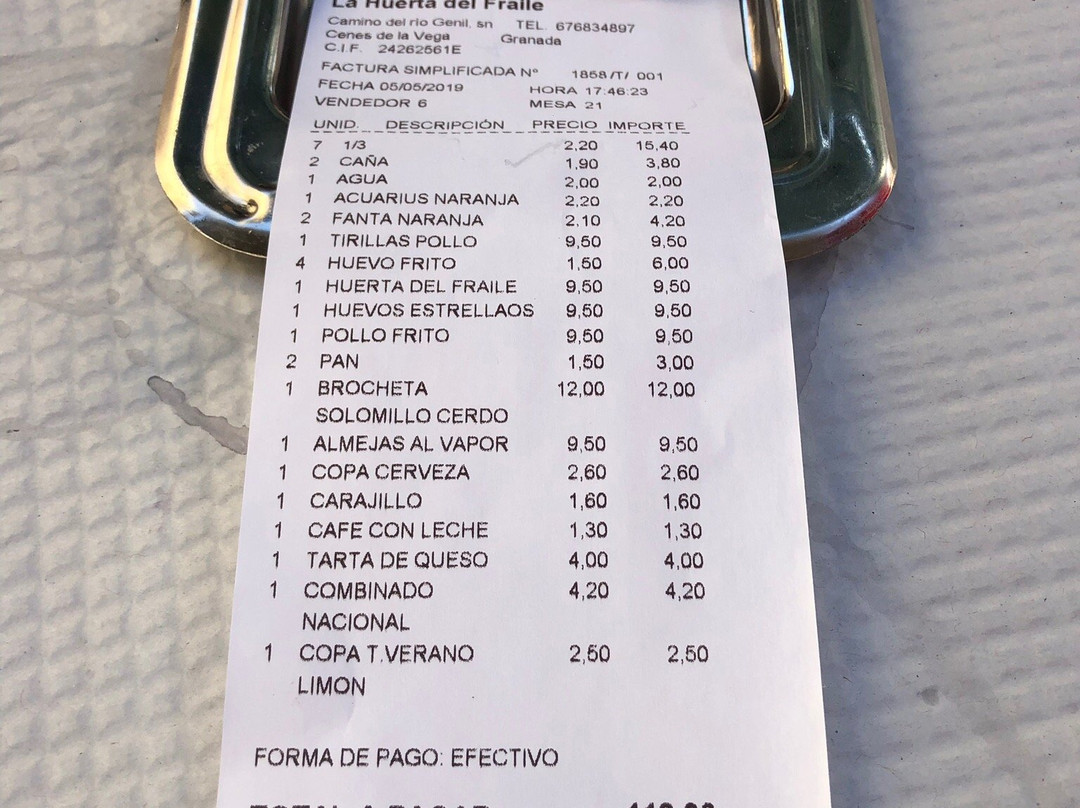 La Huerta del Fraile
Camino del rio Genil, sn TEL. 676834897
Cenes de la Vega Granada
C.I.F. 24262561E
FACTURA SIMPLIFICADA Nº 1858/T/ 001
FECHA 05/05/2019 HORA 17:46:23
VENDEDOR 6 MESA 21
UNID. DESCRIPCIÓN PRECIO IMPORTE
7 1/3 2,20 15,40
2 CAÑA 1,90 3,80
1 AGUA 2,00 2,00
1 ACUARIUS NARANJA 2,20 2,20
2 FANTA NARANJA 2,10 4,20
1 TIRILLAS POLLO 9,50 9,50
4 HUEVO FRITO 1,50 6,00
1 HUERTA DEL FRAILE 9,50 9,50
1 HUEVOS ESTRELLAOS 9,50 9,50
1 POLLO FRITO 9,50 9,50
2 PAN 1,50 3,00
1 BROCHETA 12,00 12,00
SOLOMILLO CERDO
1 ALMEJAS AL VAPOR 9,50 9,50
1 COPA CERVEZA 2,60 2,60
1 CARAJILLO 1,60 1,60
1 CAFE CON LECHE 1,30 1,30
1 TARTA DE QUESO 4,00 4,00
1 COMBINADO 4,20 4,20
NACIONAL
1 COPA T.VERANO 2,50 2,50
LIMON
FORMA DE PAGO: EFECTIVO
TOTAL A PAGAR